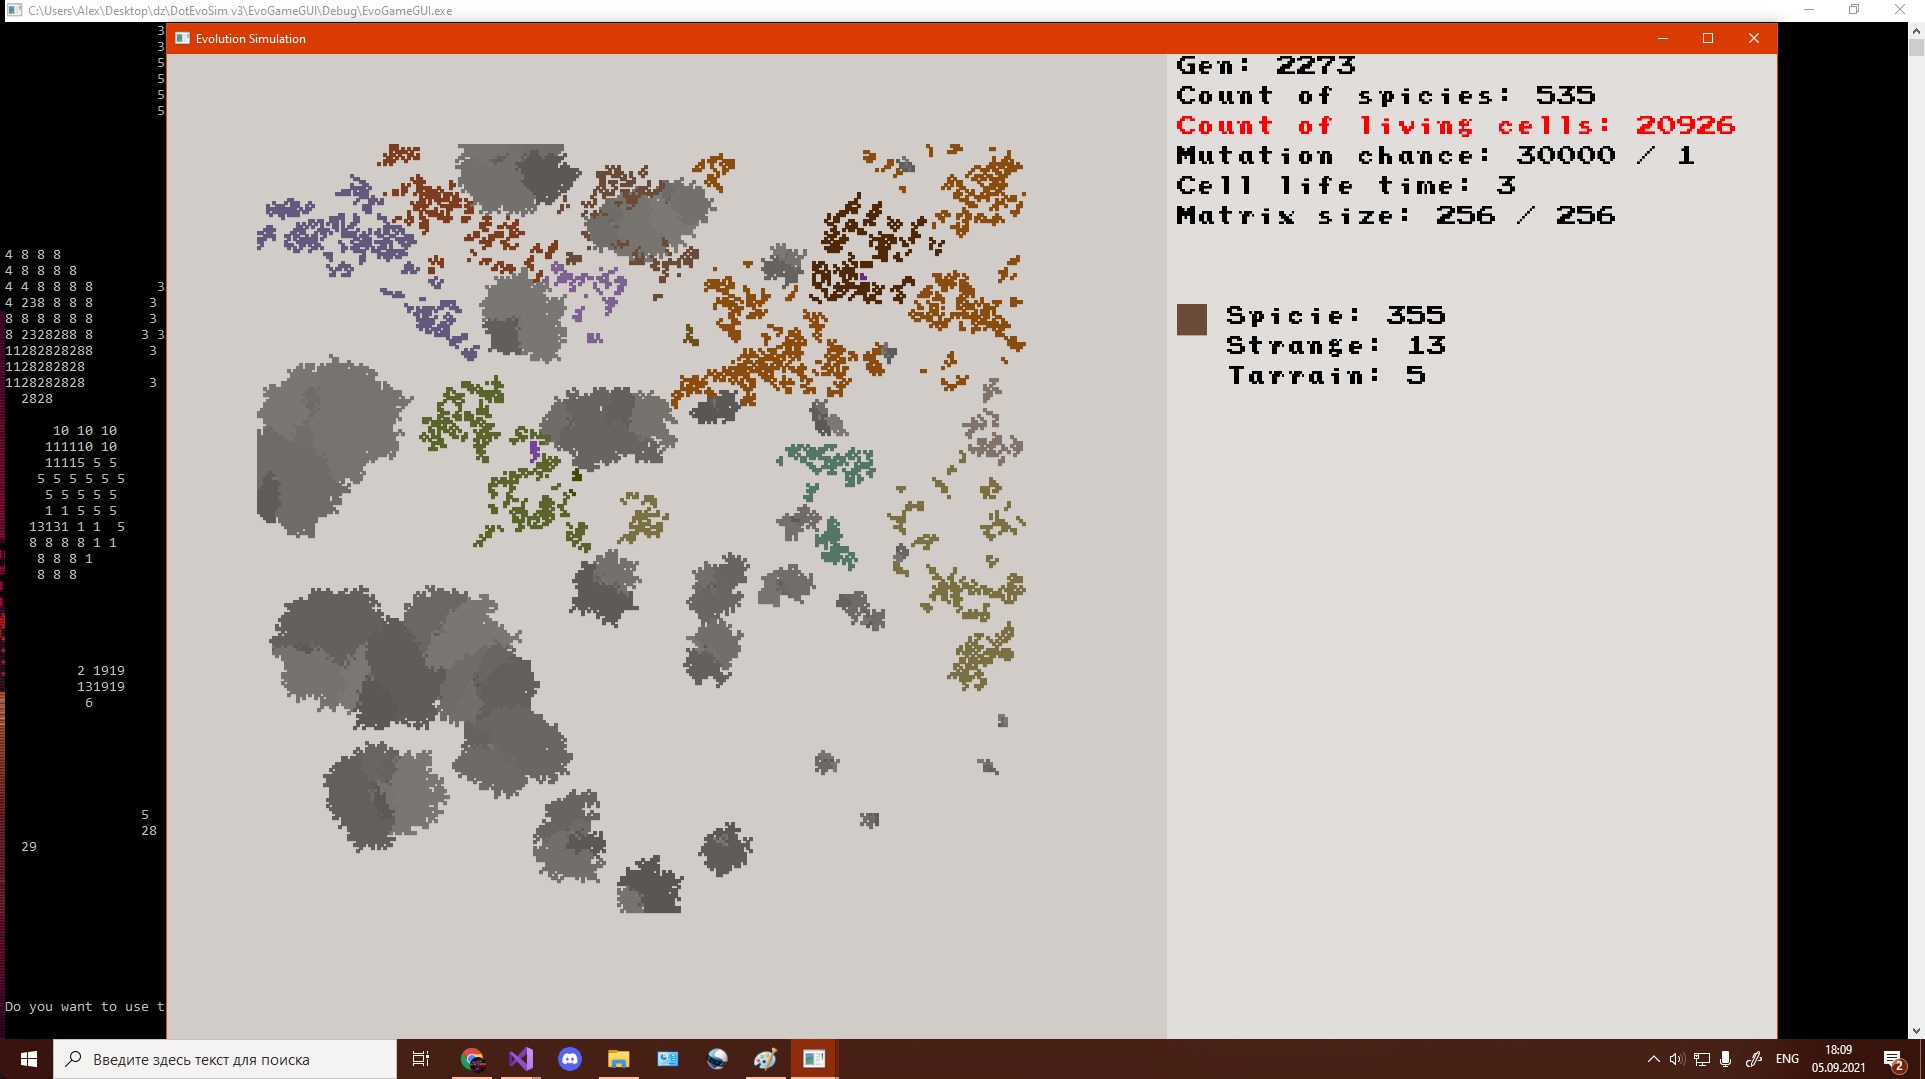 C:\Users\Alex\Desktop\dz\DotEvoSim v3\EvoGameGUI\Debug\EvoGameGUI.exe
Evolution Simulation
3
3
5
5
5
5
Gen: 2273
Count of spicies: 535
Count of living cells: 20926
Mutation chance: 30000 / 1
Cell life time: 3
Matrix size: 256 / 256
4 8 8 8
4 8 8 8 8
4 4 8 8 8 8 3
4 238 8 8 8 3
8 8 8 8 8 8 3
8 2328288 8 3 3
11282828288 3
1128282828
1128282828 3
2828
Spicie: 355
Strange: 13
Tarrain: 5
10 10 10
111110 10
11115 5 5
5 5 5 5 5 5
5 5 5 5 5
1 1 5 5 5
13131 1 1 5
8 8 8 8 1 1
8 8 8 1
8 8 8
2 1919
131919
6
5
28
29
Do you want to use t
Введите здесь текст для поиска
ENG
18:09
05.09.2021
2